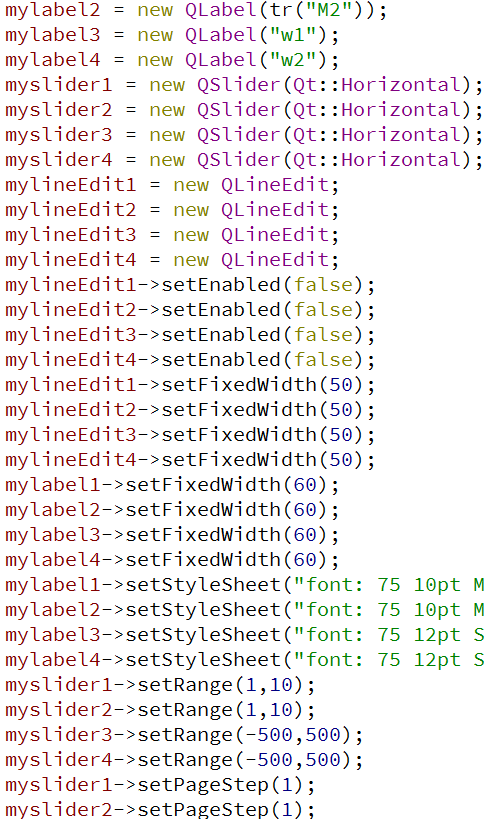 mylabel2 = new QLabel(tr("M2"));
mylabel3 = new QLabel("w1");
mylabel4 = new QLabel("w2");
myslider1 = new QSlider(Qt::Horizontal);
myslider2 = new QSlider(Qt::Horizontal);
myslider3 = new QSlider(Qt::Horizontal);
myslider4 = new QSlider(Qt::Horizontal);
mylineEdit1 = new QLineEdit;
mylineEdit2 = new QLineEdit;
mylineEdit3 = new QLineEdit;
mylineEdit4 = new QLineEdit;
mylineEdit1->setEnabled(false);
mylineEdit2->setEnabled(false);
mylineEdit3->setEnabled(false);
mylineEdit4->setEnabled(false);
mylineEdit1->setFixedWidth(50);
mylineEdit2->setFixedWidth(50);
mylineEdit3->setFixedWidth(50);
mylineEdit4->setFixedWidth(50);
mylabel1->setFixedWidth(60);
mylabel2->setFixedWidth(60);
mylabel3->setFixedWidth(60);
mylabel4->setFixedWidth(60);
mylabel1->setStyleSheet("font: 75 10pt M
mylabel2->setStyleSheet("font: 75 10pt M
mylabel3->setStyleSheet("font: 75 12pt S
mylabel4->setStyleSheet("font: 75 12pt S
myslider1->setRange(1,10);
myslider2->setRange(1,10);
myslider3->setRange(-500,500);
myslider4->setRange(-500,500);
myslider1->setPageStep(1);
myslider2->setPageStep(1);